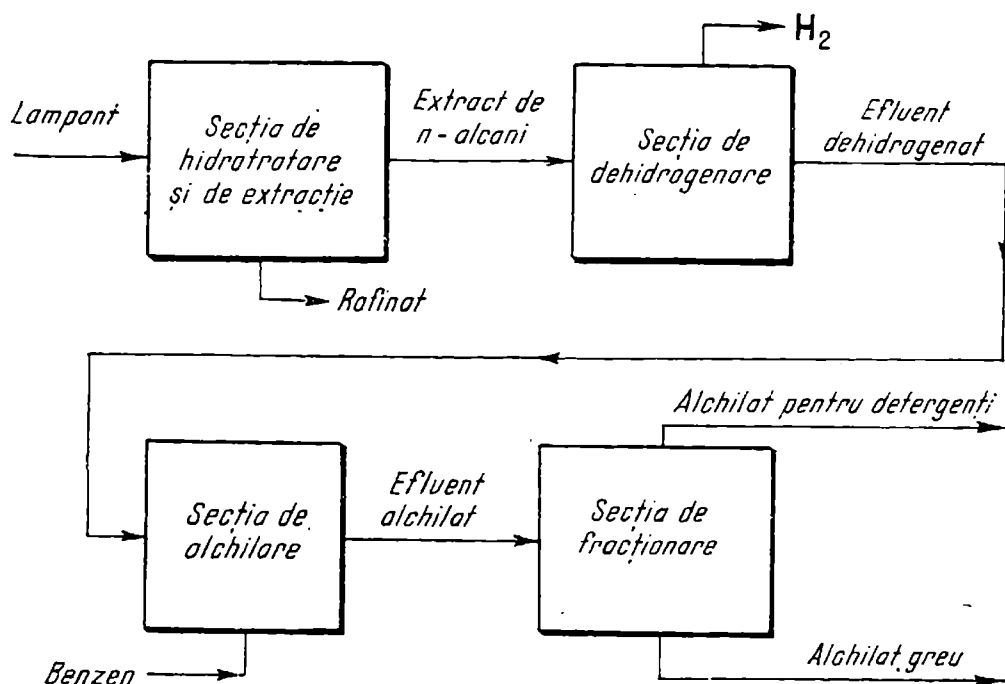 H₂
Lampant
Secția de
hidrotratare
și de extracție
Extract de
n-alcani
Secția de
dehidrogenare
Efluent
dehidrogenat
Rafinat
Alchilat pentru detergenți
Secția de
alchilare
Efluent
alchilat
Secția de
fracționare
Benzen
Alchilat greu